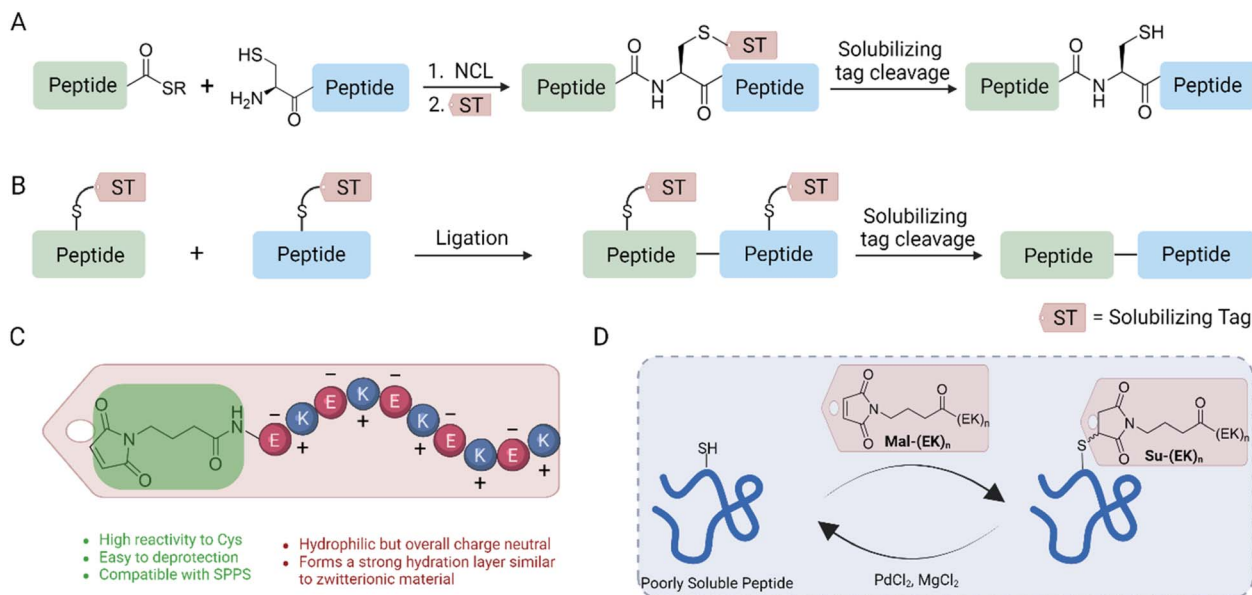 A
Peptide
O
SR
+
HS
H2N
O
Peptide
1. NCL
2. ST
Peptide
O
N
H
S
ST
O
Peptide
Solubilizing
tag cleavage
Peptide
O
HN
SH
O
Peptide
B
ST
S
Peptide
+
ST
S
Peptide
Ligation
ST
S
Peptide
ST
S
Peptide
Solubilizing
tag cleavage
Peptide
Peptide
ST = Solubilizing Tag
C
O
N
O
O
H
N
− E
K +
− E
K +
− E
K +
− E
K +
− E
K +
• High reactivity to Cys
• Easy to deprotection
• Compatible with SPPS
• Hydrophilic but overall charge neutral
• Forms a strong hydration layer similar
to zwitterionic material
D
SH
Poorly Soluble Peptide
O
N
O
O
(EK)n
Mal-(EK)n
PdCl2, MgCl2
S
O
N
O
O
(EK)n
Su-(EK)n